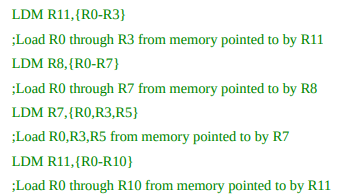 LDM R11,{R0-R3}
;Load R0 through R3 from memory pointed to by R11
LDM R8,{R0-R7}
;Load R0 through R7 from memory pointed to by R8
LDM R7,{R0,R3,R5}
;Load R0,R3,R5 from memory pointed to by R7
LDM R11,{R0-R10}
;Load R0 through R10 from memory pointed to by R11